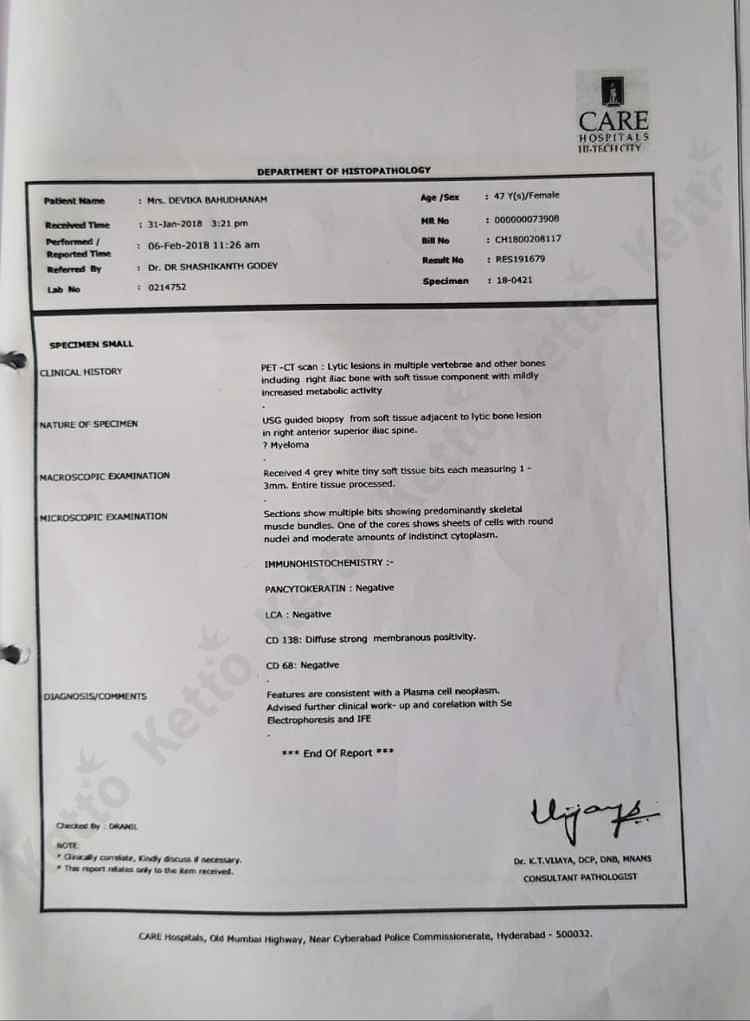 CARE
HOSPITALS
HI-TECH CITY
DEPARTMENT OF HISTOPATHOLOGY
Patient Name : Mrs. DEVIKA BAHUDHANAM Age /Sex : 47 Y(s)/Female
Received Time : 31-Jan-2018 3:21 pm MR No : 000000073908
Performed / Reported Time : 06-Feb-2018 11:26 am Bill No : CH1800208117
Referred By : Dr. DR SHASHIKANTH GODEY Result No : RES191679
Lab No : 0214752 Specimen : 18-0421
SPECIMEN SMALL
CLINICAL HISTORY PET -CT scan : Lytic lesions in multiple vertebrae and other bones
including right iliac bone with soft tissue component with mildly
increased metabolic activity
.
NATURE OF SPECIMEN USG guided biopsy from soft tissue adjacent to lytic bone lesion
in right anterior superior iliac spine.
? Myeloma
.
MACROSCOPIC EXAMINATION Received 4 grey white tiny soft tissue bits each measuring 1 -
3mm. Entire tissue processed.
.
MICROSCOPIC EXAMINATION Sections show multiple bits showing predominantly skeletal
muscle bundles. One of the cores shows sheets of cells with round
nuclei and moderate amounts of indistinct cytoplasm.
IMMUNOHISTOCHEMISTRY :-
PANCYTOKERATIN : Negative
LCA : Negative
CD 138: Diffuse strong membranous positivity.
CD 68: Negative
.
DIAGNOSIS/COMMENTS Features are consistent with a Plasma cell neoplasm.
Advised further clinical work- up and corelation with Se
Electrophoresis and IFE
.
*** End Of Report ***
Vijaya
Checked By : DRANIL
NOTE:
* Clinically correlate, Kindly discuss if necessary.
* This report relates only to the item received.
Dr. K.T.VIJAYA, DCP, DNB, MNAMS
CONSULTANT PATHOLOGIST
CARE Hospitals, Old Mumbai Highway, Near Cyberabad Police Commissionerate, Hyderabad - 500032.
Ketto Ketto Ketto Ketto Ketto Ketto